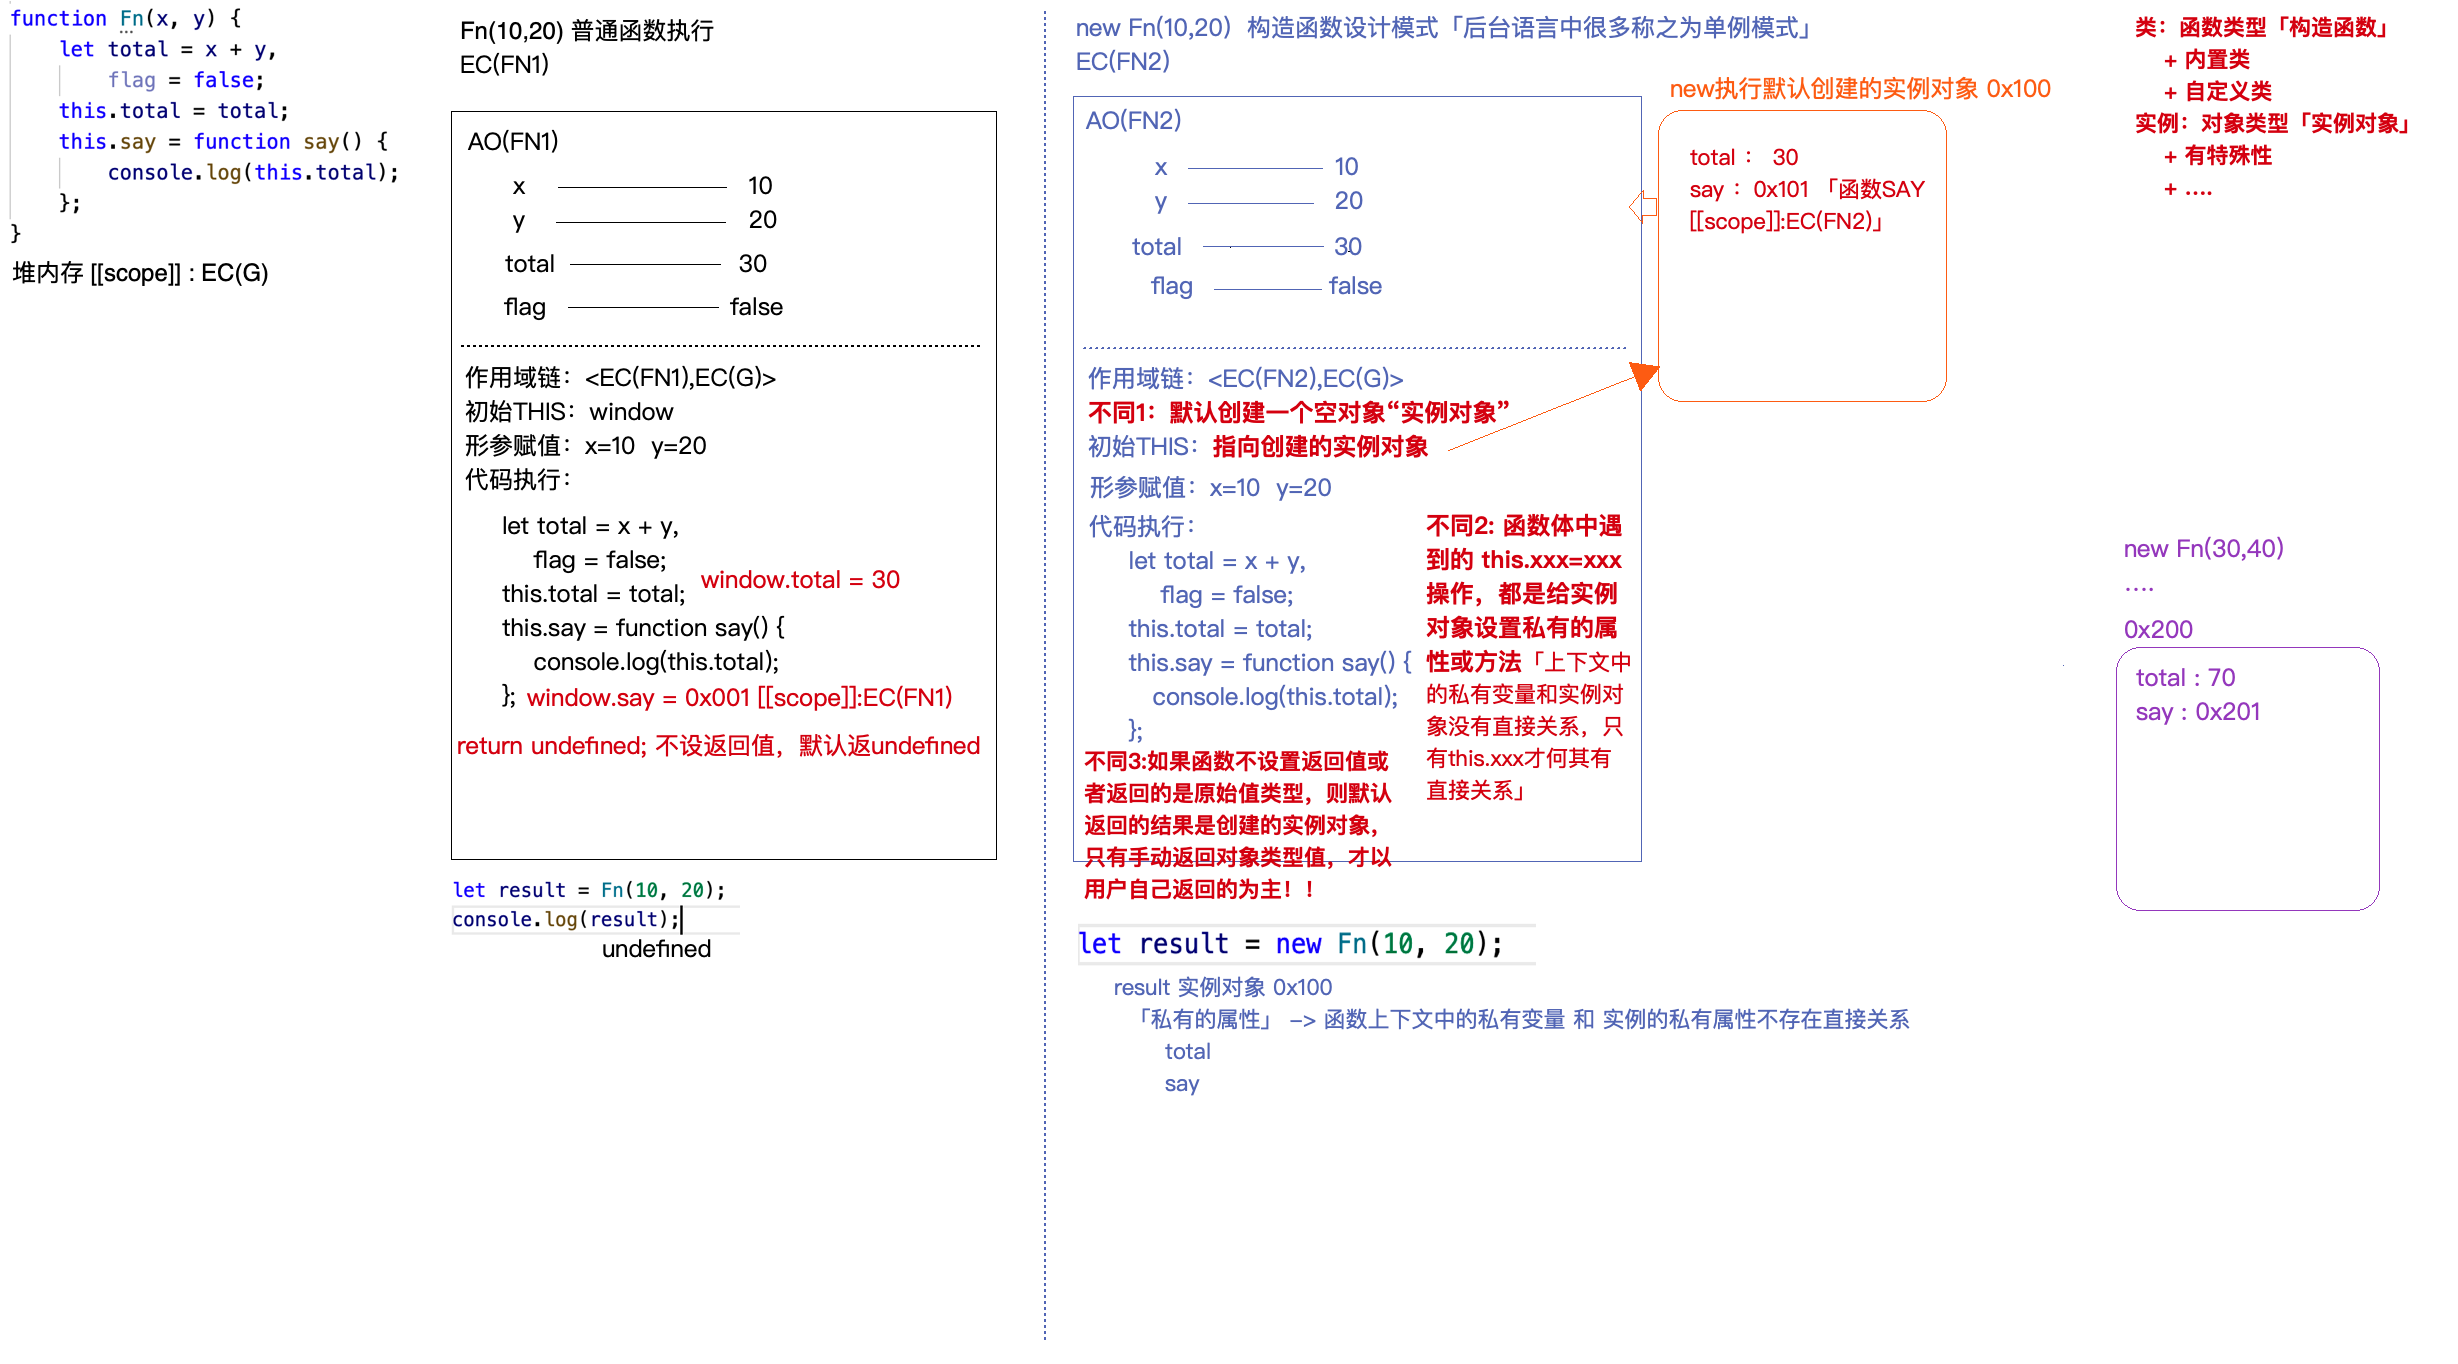 function Fn(x, y) {
let total = x + y,
flag = false;
this.total = total;
this.say = function say() {
console.log(this.total);
};
}
堆内存 [[scope]] : EC(G)
Fn(10,20) 普通函数执行
EC(FN1)
AO(FN1)
x 10
y 20
total 30
flag false
作用域链：<EC(FN1),EC(G)>
初始THIS：window
形参赋值：x=10 y=20
代码执行：
let total = x + y,
flag = false;
window.total = 30
this.total = total;
this.say = function say() {
console.log(this.total);
}; window.say = 0x001 [[scope]]:EC(FN1)
return undefined; 不设返回值，默认返undefined
let result = Fn(10, 20);
console.log(result);
undefined
new Fn(10,20) 构造函数设计模式「后台语言中很多称之为单例模式」
EC(FN2)
AO(FN2)
x 10
y 20
total 30
flag false
作用域链：<EC(FN2),EC(G)>
不同1：默认创建一个空对象“实例对象”
初始THIS：指向创建的实例对象
形参赋值：x=10 y=20
代码执行：
let total = x + y,
flag = false;
this.total = total;
this.say = function say() {
console.log(this.total);
};
不同2: 函数体中遇
到的 this.xxx=xxx
操作，都是给实例
对象设置私有的属
性或方法「上下文中
的私有变量和实例对
象没有直接关系，只
有this.xxx才何其有
直接关系」
不同3:如果函数不设置返回值或
者返回的是原始值类型，则默认
返回的结果是创建的实例对象，
只有手动返回对象类型值，才以
用户自己返回的为主！！
let result = new Fn(10, 20);
result 实例对象 0x100
「私有的属性」 -> 函数上下文中的私有变量 和 实例的私有属性不存在直接关系
total
say
new执行默认创建的实例对象 0x100
total： 30
say：0x101 「函数SAY
[[scope]]:EC(FN2)」
类：函数类型「构造函数」
+ 内置类
+ 自定义类
实例：对象类型「实例对象」
+ 有特殊性
+ ....
new Fn(30,40)
....
0x200
total : 70
say : 0x201